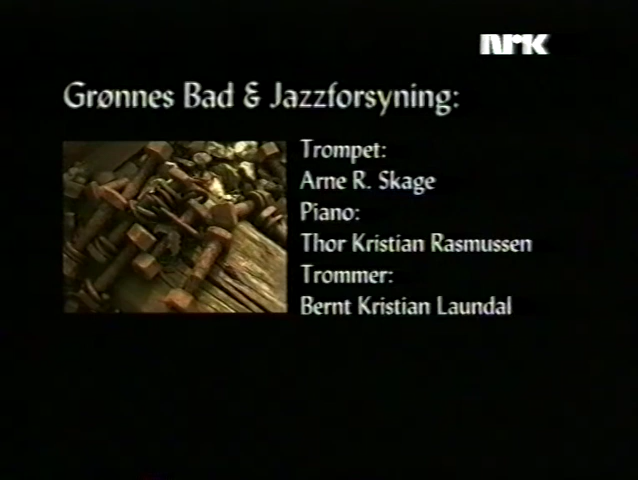 NRK
Grønnes Bad & Jazzforsyning:
Trompet:
Arne R. Skage
Piano:
Thor Kristian Rasmussen
Trommer:
Bernt Kristian Laundal